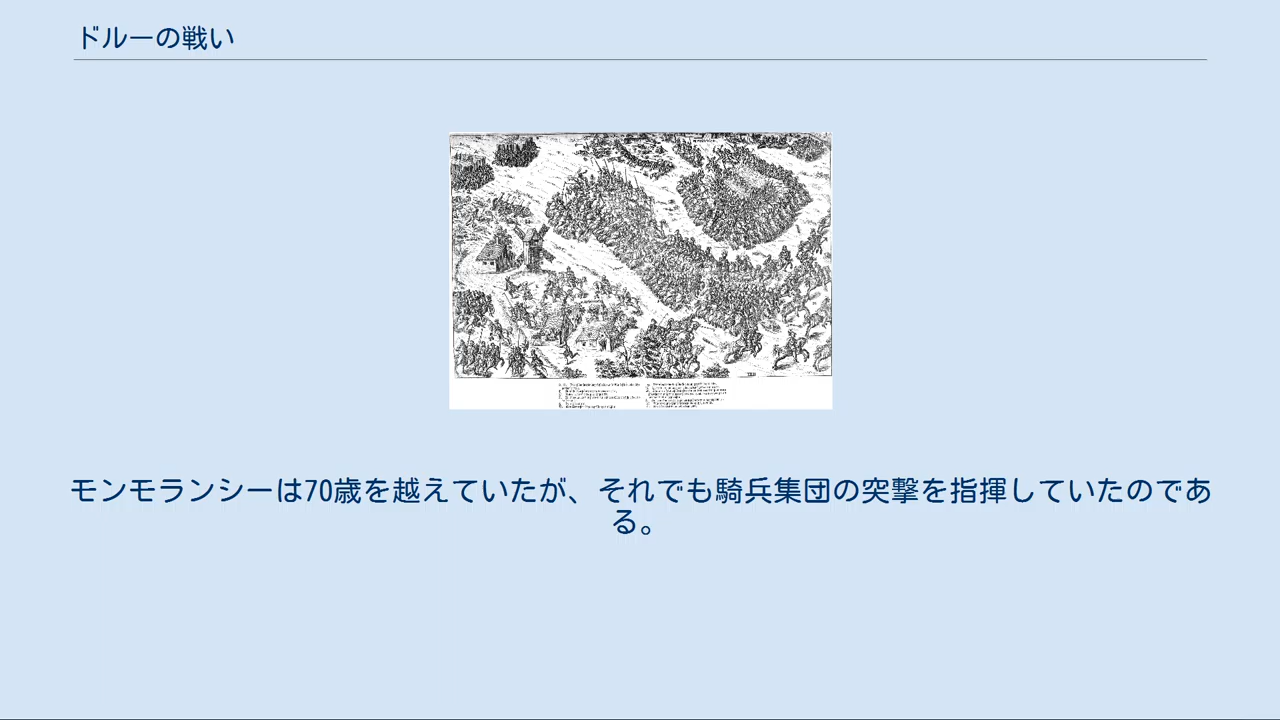 ドルーの戦い
モンモランシーは70歳を越えていたが、それでも騎兵集団の突撃を指揮していたのであ
る。